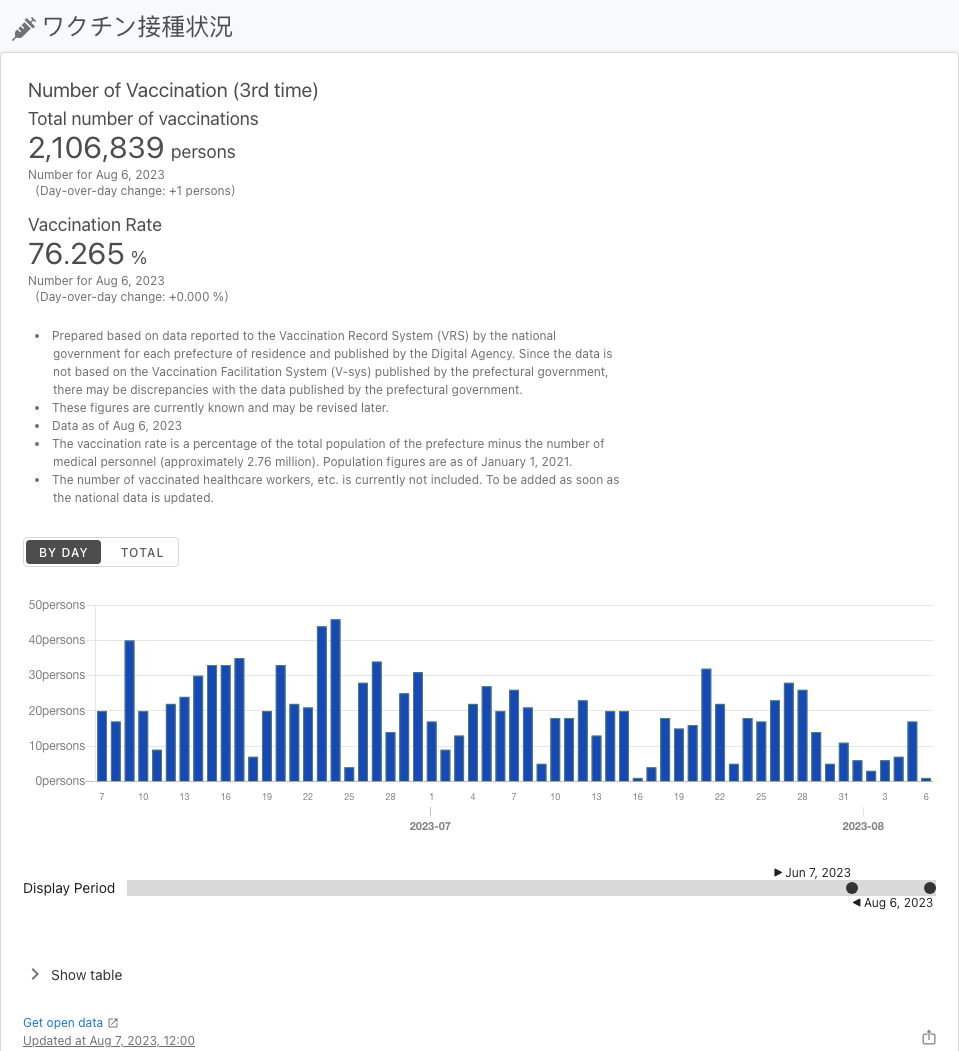 ワクチン接種状況
Number of Vaccination (3rd time)
Total number of vaccinations
2,106,839 persons
Number for Aug 6, 2023
(Day-over-day change: +1 persons)
Vaccination Rate
76.265 %
Number for Aug 6, 2023
(Day-over-day change: +0.000 %)
• Prepared based on data reported to the Vaccination Record System (VRS) by the national
government for each prefecture of residence and published by the Digital Agency. Since the data is
not based on the Vaccination Facilitation System (V-sys) published by the prefectural government,
there may be discrepancies with the data published by the prefectural government.
• These figures are currently known and may be revised later.
• Data as of Aug 6, 2023
• The vaccination rate is a percentage of the total population of the prefecture minus the number of
medical personnel (approximately 2.76 million). Population figures are as of January 1, 2021.
• The number of vaccinated healthcare workers, etc. is currently not included. To be added as soon as
the national data is updated.
BY DAY TOTAL
50persons
40persons
30persons
20persons
10persons
0persons
7 10 13 16 19 22 25 28 1 4 7 10 13 16 19 22 25 28 31 3 6
2023-07 2023-08
Jun 7, 2023
Display Period
Aug 6, 2023
Show table
Get open data
Updated at Aug 7, 2023, 12:00